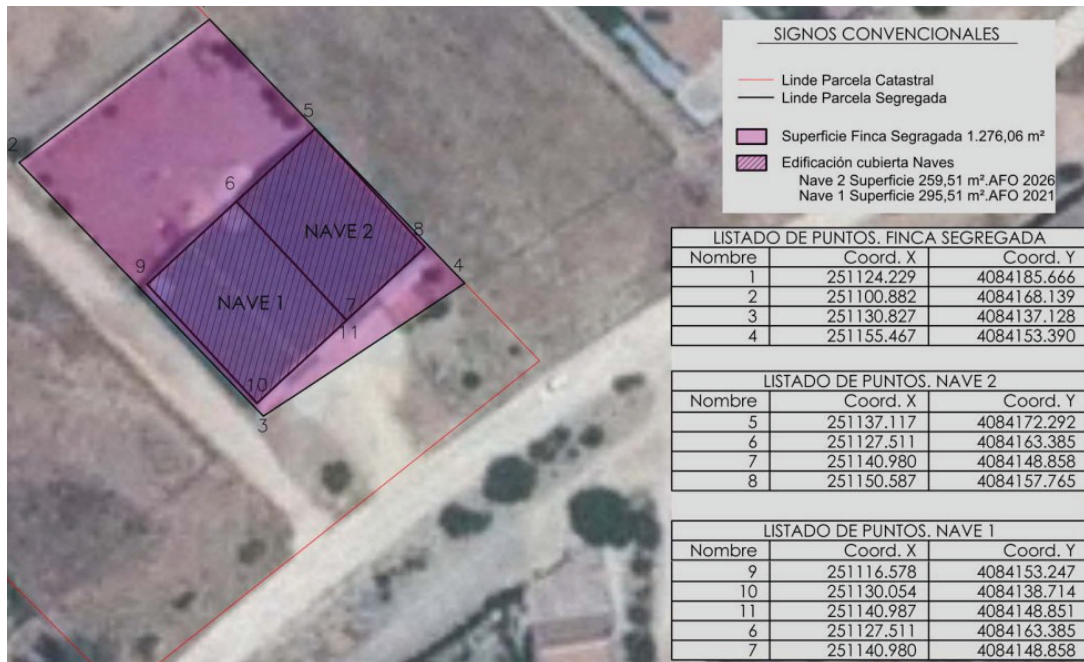 SIGNOS CONVENCIONALES
Linde Parcela Catastral
Linde Parcela Segregada
Superficie Finca Segragada 1.276,06 m²
Edificación cubierta Naves
Nave 2 Superficie 259,51 m².AFO 2026
Nave 1 Superficie 295,51 m².AFO 2021
2
5
6
NAVE 2
8
9
4
NAVE 1
7
11
10
3
LISTADO DE PUNTOS. FINCA SEGREGADA
Nombre Coord. X Coord. Y
1 251124.229 4084185.666
2 251100.882 4084168.139
3 251130.827 4084137.128
4 251155.467 4084153.390
LISTADO DE PUNTOS. NAVE 2
Nombre Coord. X Coord. Y
5 251137.117 4084172.292
6 251127.511 4084163.385
7 251140.980 4084148.858
8 251150.587 4084157.765
LISTADO DE PUNTOS. NAVE 1
Nombre Coord. X Coord. Y
9 251116.578 4084153.247
10 251130.054 4084138.714
11 251140.987 4084148.851
6 251127.511 4084163.385
7 251140.980 4084148.858